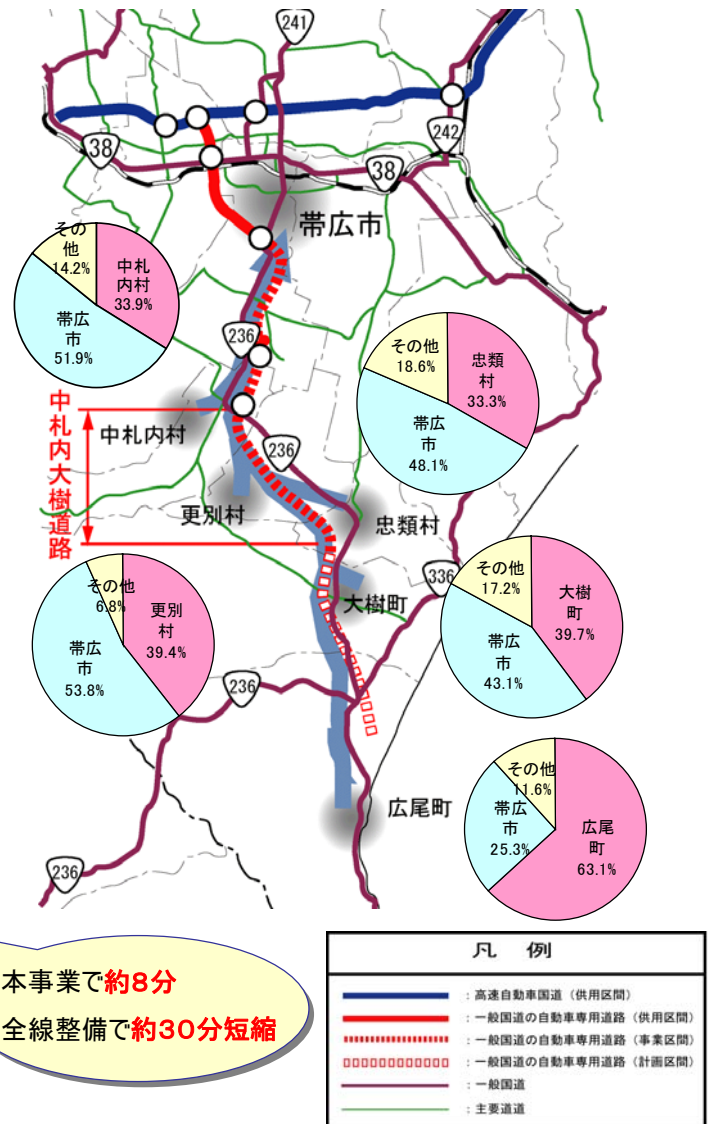 241
38
242
38
帯広市
その
他
14.2%
中札
内村
33.9%
帯広
市
51.9%
236
その他
18.6%
忠類
村
33.3%
帯広
市
48.1%
中札内大樹道路
中札内村
236
更別村
忠類村
その他
6.8%
更別
村
39.4%
帯広
市
53.8%
大樹町
336
その他
17.2%
大樹
町
39.7%
帯広
市
43.1%
236
広尾町
その他
11.6%
帯広
市
25.3%
広尾
町
63.1%
236
本事業で約8分
全線整備で約30分短縮
凡 例
：高速自動車国道（供用区間）
：一般国道の自動車専用道路（供用区間）
：一般国道の自動車専用道路（事業区間）
：一般国道の自動車専用道路（計画区間）
：一般国道
：主要道道